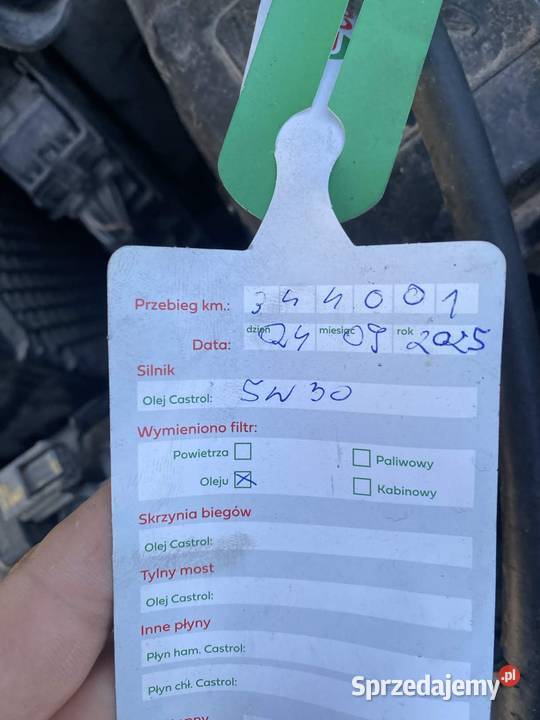 Przebieg km.: 344001
dzień miesiąc rok
Data: 24 09 2025
Silnik
Olej Castrol: 5W30
Wymieniono filtr:
Powietrza Paliwowy
Oleju Kabinowy
Skrzynia biegów
Olej Castrol:
Tylny most
Olej Castrol:
Inne płyny
Płyn ham. Castrol:
Płyn chł. Castrol:
Sprzedajemy.pl